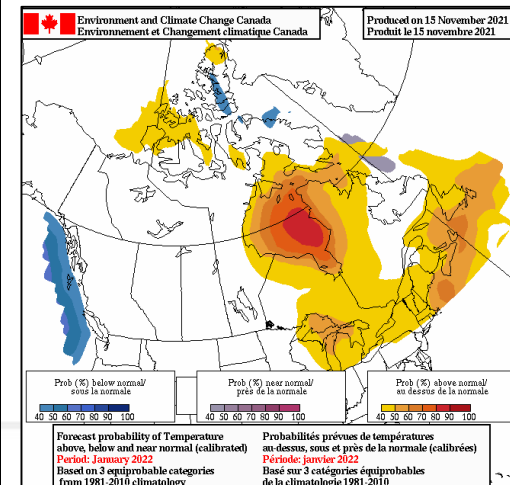 Environment and Climate Change Canada
Environnement et Changement climatique Canada
Produced on 15 November 2021
Produit le 15 novembre 2021
Prob (%) below normal/
sous la normale
40 50 60 70 80 90 100
Prob (%) near normal/
près de la normale
40 50 60 70 80 90 100
Prob (%) above normal/
au dessus de la normale
40 50 60 70 80 90 100
Forecast probability of Temperature
above, below and near normal (calibrated)
Period: January 2022
Based on 3 equiprobable categories
from 1981-2010 climatology
Probabilités prévues de températures
au-dessus, sous et près de la normale (calibrées)
Période: janvier 2022
Basé sur 3 catégories équiprobables
de la climatologie 1981-2010